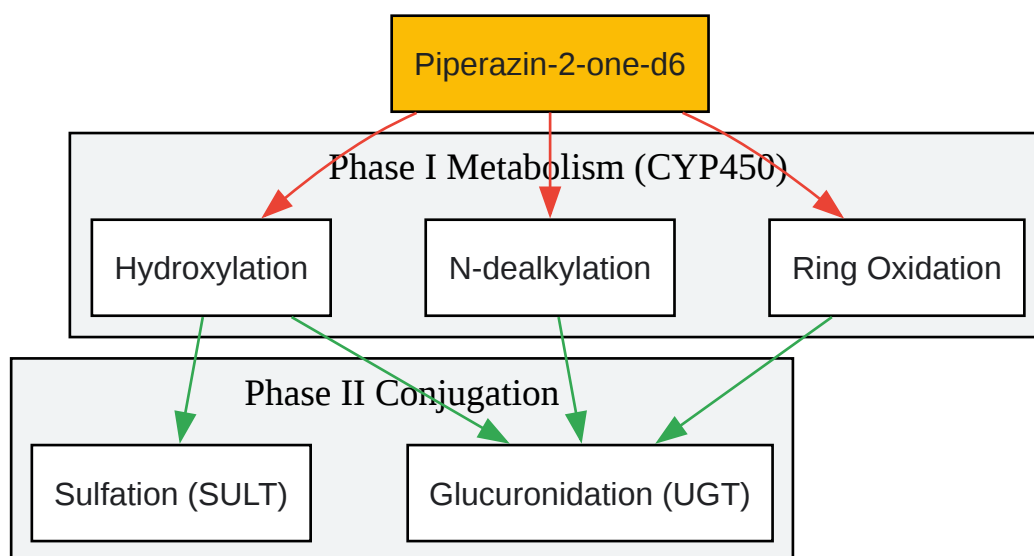 Piperazin-2-one-d6
Phase I Metabolism (CYP450)
Hydroxylation
N-dealkylation
Ring Oxidation
Phase II Conjugation
Sulfation (SULT)
Glucuronidation (UGT)